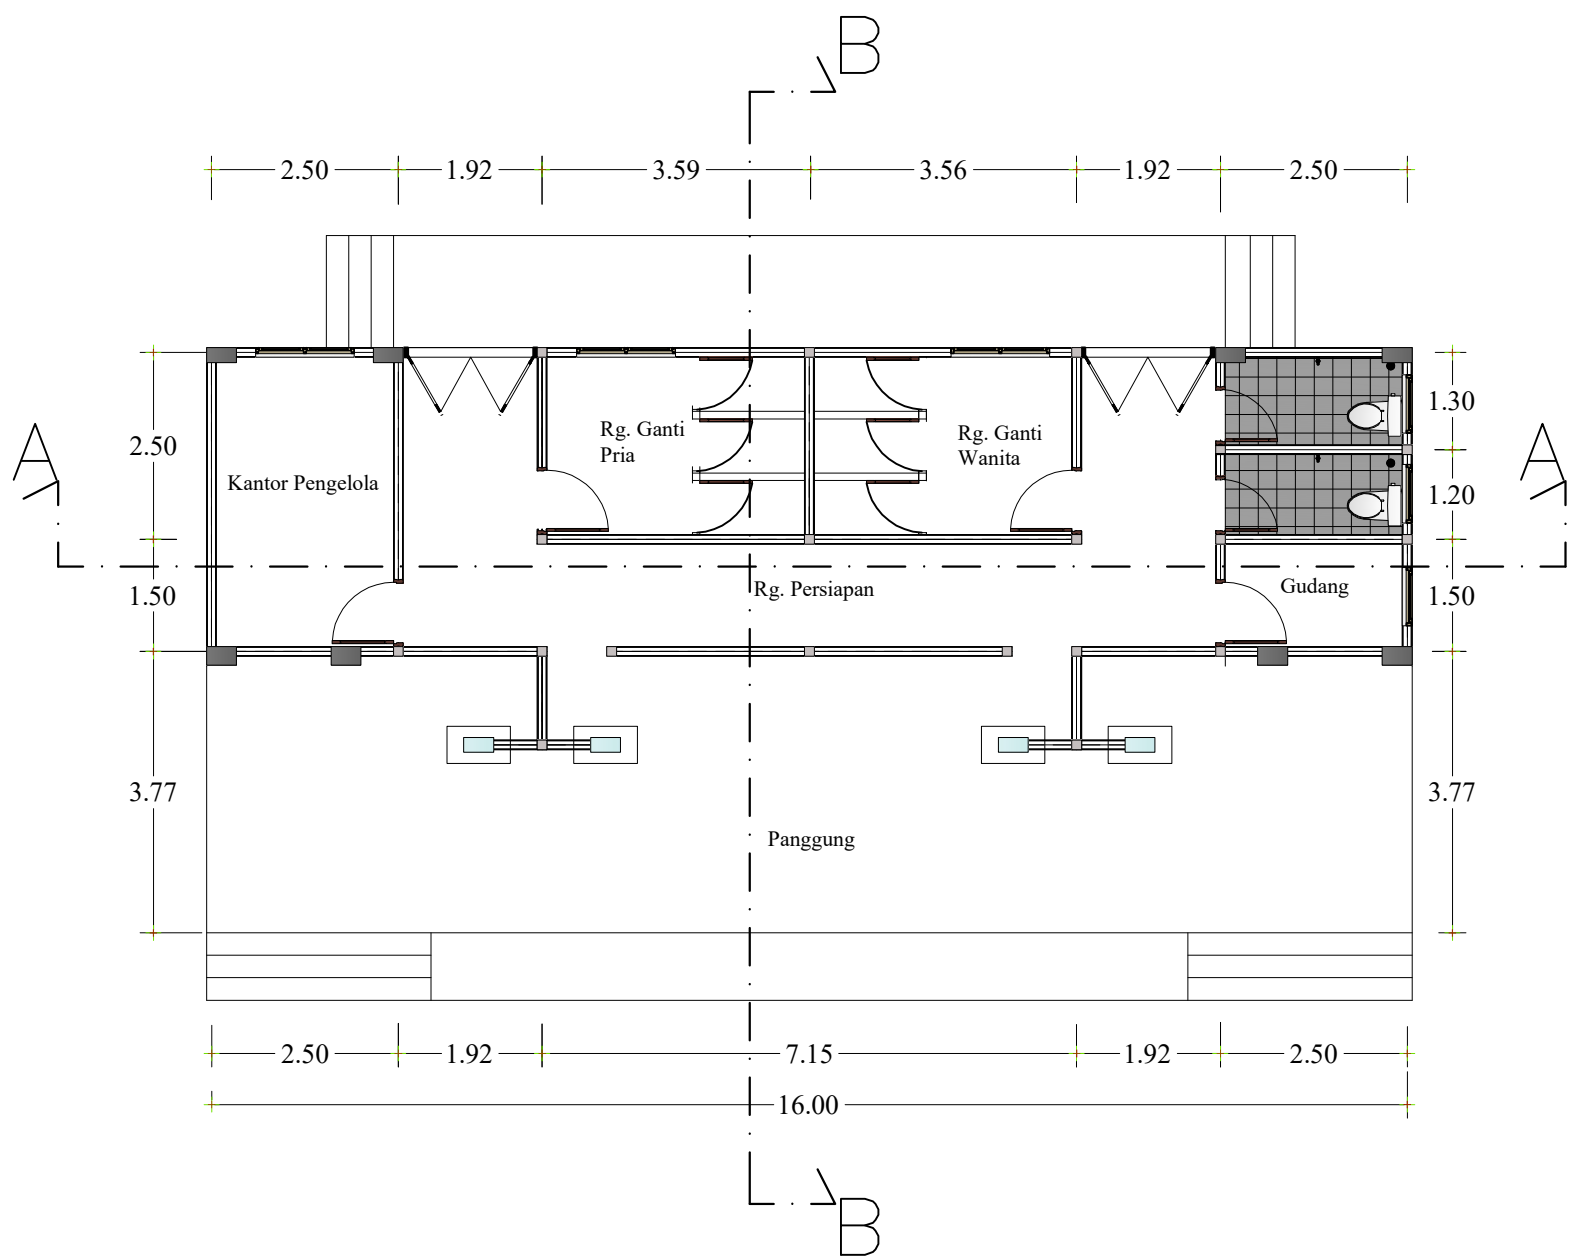 B
2.50 1.92 3.59 3.56 1.92 2.50
1.30
A
2.50
Rg. Ganti
Pria
Rg. Ganti
Wanita
A
Kantor Pengelola
1.20
1.50
Rg. Persiapan
Gudang
1.50
3.77
3.77
Panggung
2.50 1.92 7.15 1.92 2.50
16.00
B